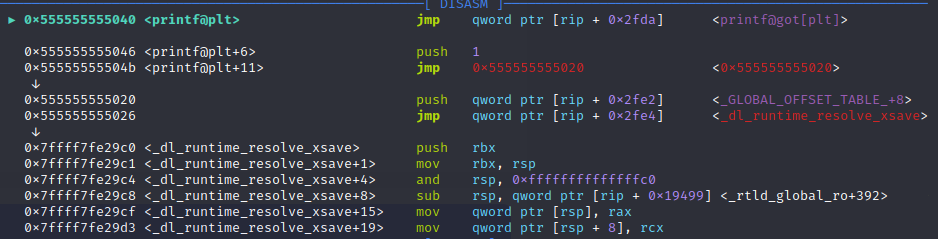 [ DISASM ]
► 0x555555555040 <printf@plt> jmp qword ptr [rip + 0x2fda] <printf@got[plt]>
0x555555555046 <printf@plt+6> push 1
0x55555555504b <printf@plt+11> jmp 0x555555555020 <0x555555555020>
↓
0x555555555020 push qword ptr [rip + 0x2fe2] <_GLOBAL_OFFSET_TABLE_+8>
0x555555555026 jmp qword ptr [rip + 0x2fe4] <_dl_runtime_resolve_xsave>
↓
0x7ffff7fe29c0 <_dl_runtime_resolve_xsave> push rbx
0x7ffff7fe29c1 <_dl_runtime_resolve_xsave+1> mov rbx, rsp
0x7ffff7fe29c4 <_dl_runtime_resolve_xsave+4> and rsp, 0xffffffffffffffc0
0x7ffff7fe29c8 <_dl_runtime_resolve_xsave+8> sub rsp, qword ptr [rip + 0x19499] <_rtld_global_ro+392>
0x7ffff7fe29cf <_dl_runtime_resolve_xsave+15> mov qword ptr [rsp], rax
0x7ffff7fe29d3 <_dl_runtime_resolve_xsave+19> mov qword ptr [rsp + 8], rcx